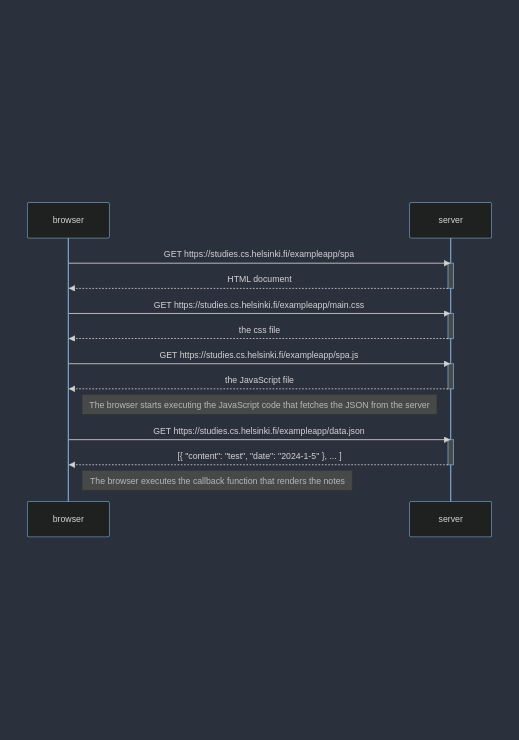 browser server
GET https://studies.cs.helsinki.fi/exampleapp/spa
HTML document
GET https://studies.cs.helsinki.fi/exampleapp/main.css
the css file
GET https://studies.cs.helsinki.fi/exampleapp/spa.js
the JavaScript file
The browser starts executing the JavaScript code that fetches the JSON from the server
GET https://studies.cs.helsinki.fi/exampleapp/data.json
[{ "content": "test", "date": "2024-1-5" }, ... ]
The browser executes the callback function that renders the notes
browser server